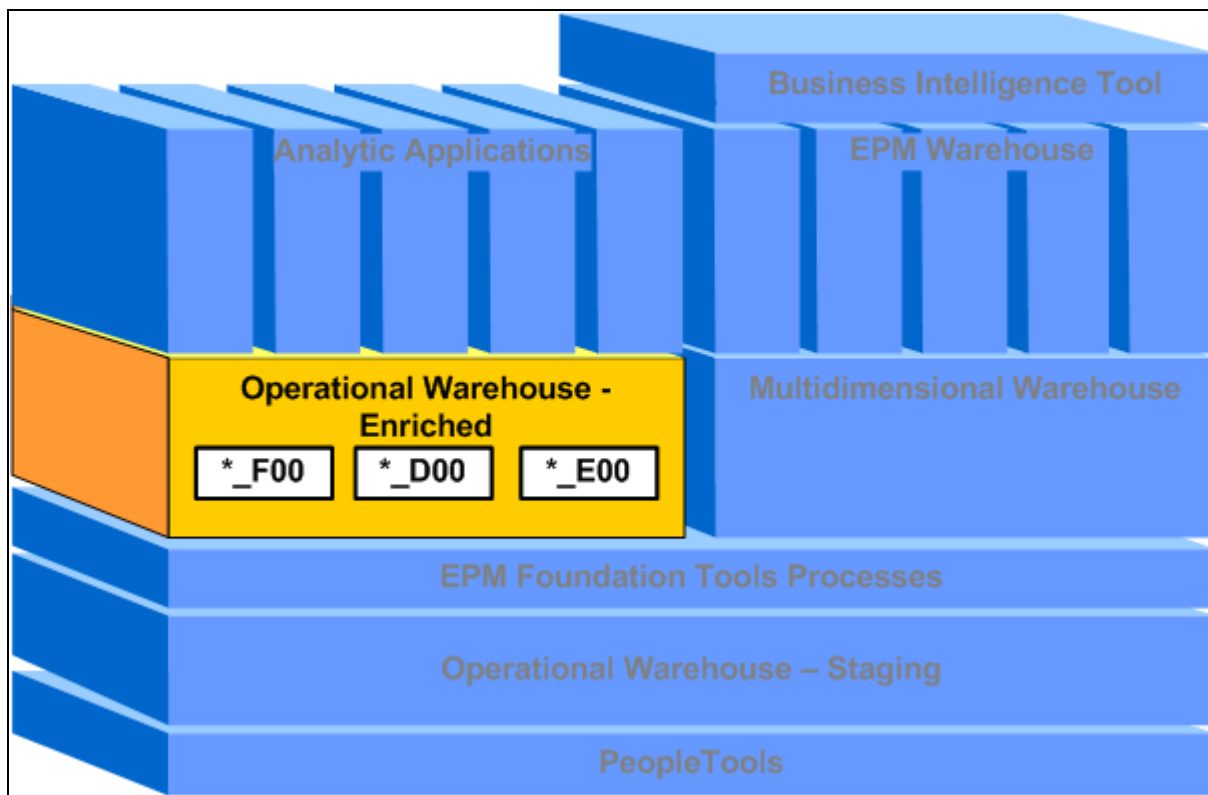 Business Intelligence Tool
Analytic Applications
EPM Warehouse
Operational Warehouse -
Enriched
*_F00
*_D00
*_E00
Multidimensional Warehouse
EPM Foundation Tools Processes
Operational Warehouse – Staging
PeopleTools